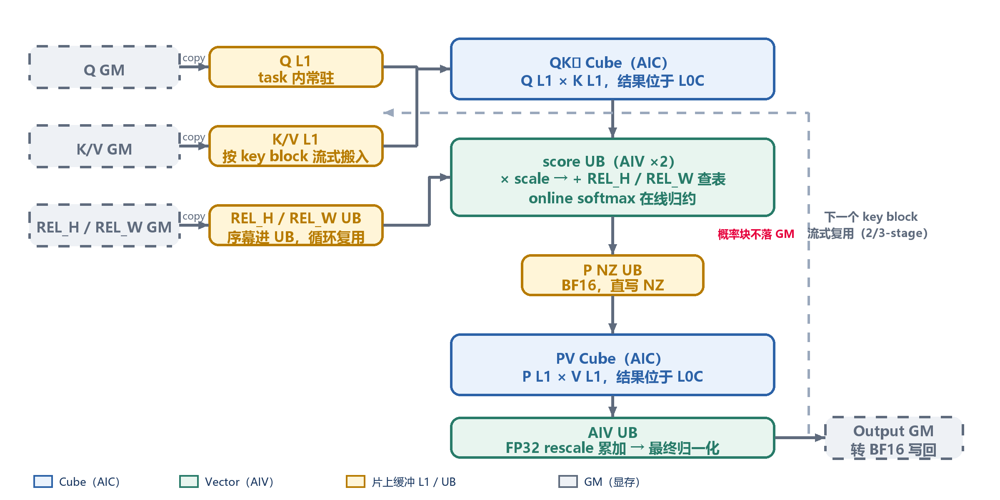 Q GM
copy
Q L1
task 内常驻
QK▯ Cube（AIC）
Q L1 × K L1，结果位于 L0C
K/V GM
copy
K/V L1
按 key block 流式搬入
score UB（AIV ×2）
× scale → + REL_H / REL_W 查表
online softmax 在线归约
REL_H / REL_W GM
copy
REL_H / REL_W UB
序幕进 UB，循环复用
概率块不落 GM
下一个 key block
流式复用（2/3-stage）
P NZ UB
BF16，直写 NZ
PV Cube（AIC）
P L1 × V L1，结果位于 L0C
AIV UB
FP32 rescale 累加 → 最终归一化
Output GM
转 BF16 写回
Cube（AIC）
Vector（AIV）
片上缓冲 L1 / UB
GM（显存）